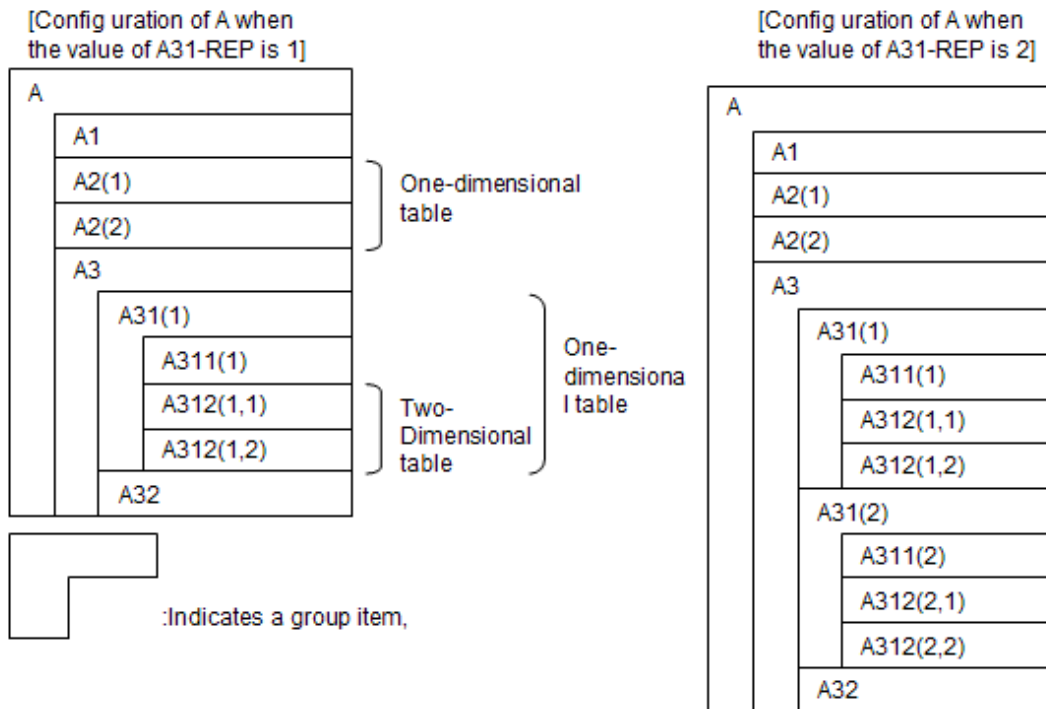 [Config uration of A when
the value of A31-REP is 1]
A
A1
A2(1)
A2(2)
A3
A31(1)
A311(1)
A312(1,1)
A312(1,2)
A32
One-dimensional
table
Two-
Dimensional
table
One-
dimensiona
l table
:Indicates a group item,
[Config uration of A when
the value of A31-REP is 2]
A
A1
A2(1)
A2(2)
A3
A31(1)
A311(1)
A312(1,1)
A312(1,2)
A31(2)
A311(2)
A312(2,1)
A312(2,2)
A32